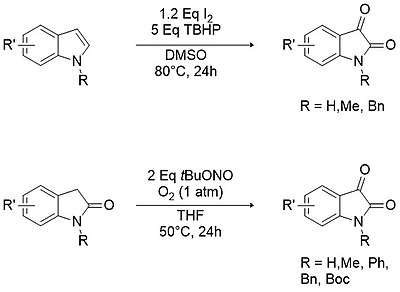 1.2 Eq I2
5 Eq TBHP
DMSO
80°C, 24h
R'
N
R
R'
O
O
N
R
R = H,Me, Bn
2 Eq tBuONO
O2 (1 atm)
THF
50°C, 24h
R'
O
N
R
R'
O
O
N
R
R = H,Me, Ph,
Bn, Boc